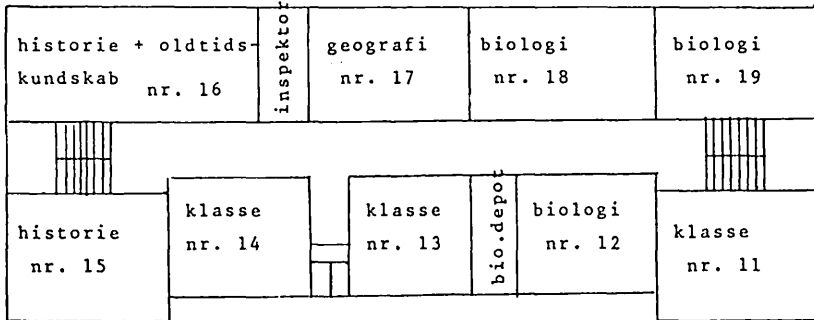 historie + oldtids-
kundskab
nr. 16
inspektor
geografi
nr. 17
biologi
nr. 18
biologi
nr. 19
historie
nr. 15
klasse
nr. 14
klasse
nr. 13
bio.depot
biologi
nr. 12
klasse
nr. 11